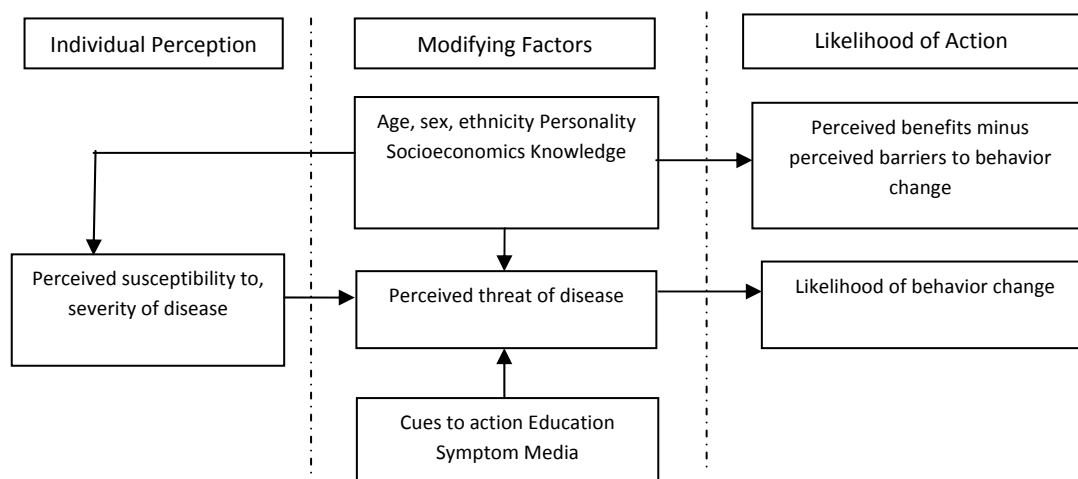 Individual Perception
Modifying Factors
Likelihood of Action
Age, sex, ethnicity Personality
Socioeconomics Knowledge
Perceived benefits minus
perceived barriers to behavior
change
Perceived susceptibility to,
severity of disease
Perceived threat of disease
Likelihood of behavior change
Cues to action Education
Symptom Media